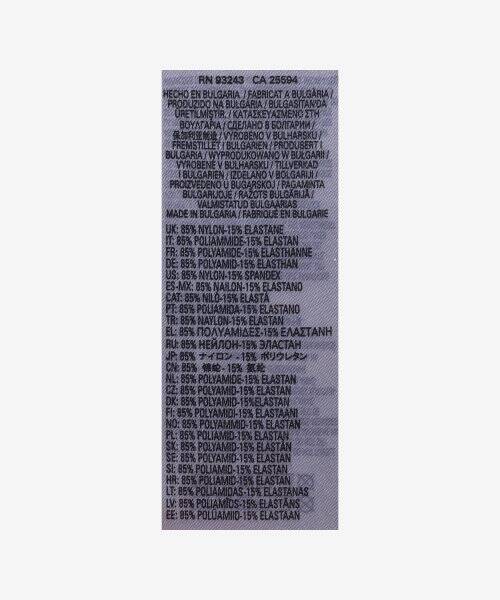 RN 93243 CA 25594
HECHO EN BULGARIA / FABRICAT A BULGÀRIA /
PRODUZIDO NA BULGÁRIA / BULGASITAN'DA
ÜRETILMIŞTIR, / ΚΑΤΑΣΚΕΥΑΣΜΕΝΟ ΣΤΗ
ΒΟΥΛΓΑΡΙΑ / СДЕЛАНО В БОЛГАРИИ /
保加利亚制造 / VYROBENO V BULHARSKU /
FREMSTILLET I BULGARIEN / PRODUSERT I
BULGARIA / WYPRODUKOWANO W BUŁGARII /
VYROBENÉ V BULHARSKU / TILLVERKAD
I BULGARIEN / IZDELANO V BOLGARIJI /
PROIZVEDENO U BUGARSKOJ / PAGAMINTA
BULGARIJOJE / RAŽOTS BULGĀRIJĀ /
VALMISTATUD BULGAARIAS
MADE IN BULGARIA / FABRIQUÉ EN BULGARIE
UK: 85% NYLON-15% ELASTANE
IT: 85% POLIAMMIDE-15% ELASTAN
FR: 85% POLYAMIDE-15% ELASTHANNE
DE: 85% POLYAMID-15% ELASTHAN
US: 85% NYLON-15% SPANDEX
ES-MX: 85% NAILON-15% ELASTANO
CAT: 85% NILÓ-15% ELASTÀ
PT: 85% POLIAMIDA-15% ELASTANO
TR: 85% NAYLON-15% ELASTAN
EL: 85% ΠΟΛΥΑΜΙΔΕΣ-15% ΕΛΑΣΤΑΝΗ
RU: 85% НЕЙЛОН-15% ЭЛАСТАН
JP: 85% ナイロン - 15% ポリウレタン
CN: 85% 锦纶 - 15% 氨纶
NL: 85% POLYAMIDE-15% ELASTAN
CZ: 85% POLYAMID-15% ELASTAN
DK: 85% POLYAMID-15% ELASTAN
FI: 85% POLYAMIDI-15% ELASTAANI
NO: 85% POLYAMMID-15% ELASTAN
PL: 85% POLIAMID-15% ELASTAN
SK: 85% POLYAMID-15% ELASTAN
SE: 85% POLYAMID-15% ELASTAN
SI: 85% POLIAMID-15% ELASTAN
HR: 85% POLIAMID-15% ELASTAN
LT: 85% POLIAMIDAS-15% ELASTANAS
LV: 85% POLIAMĪDS-15% ELASTĀNS
EE: 85% POLÜAMIID-15% ELASTAAN